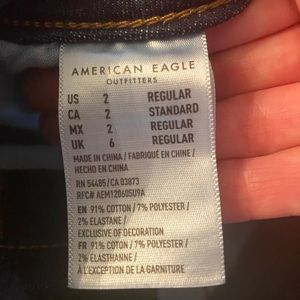 AMERICAN EAGLE
OUTFITTERS
US 2 REGULAR
CA 2 STANDARD
MX 2 REGULAR
UK 6 REGULAR
MADE IN CHINA / FABRIQUÉ EN CHINE /
HECHO EN CHINA
RN 54485/CA 03873
RFC# AEM120605U9A
EN: 91% COTTON / 7% POLYESTER /
2% ELASTANE /
EXCLUSIVE OF DECORATION
FR: 91% COTTON / 7% POLYESTER /
2% ÉLASTHANNE /
À L'EXCEPTION DE LA GARNITURE